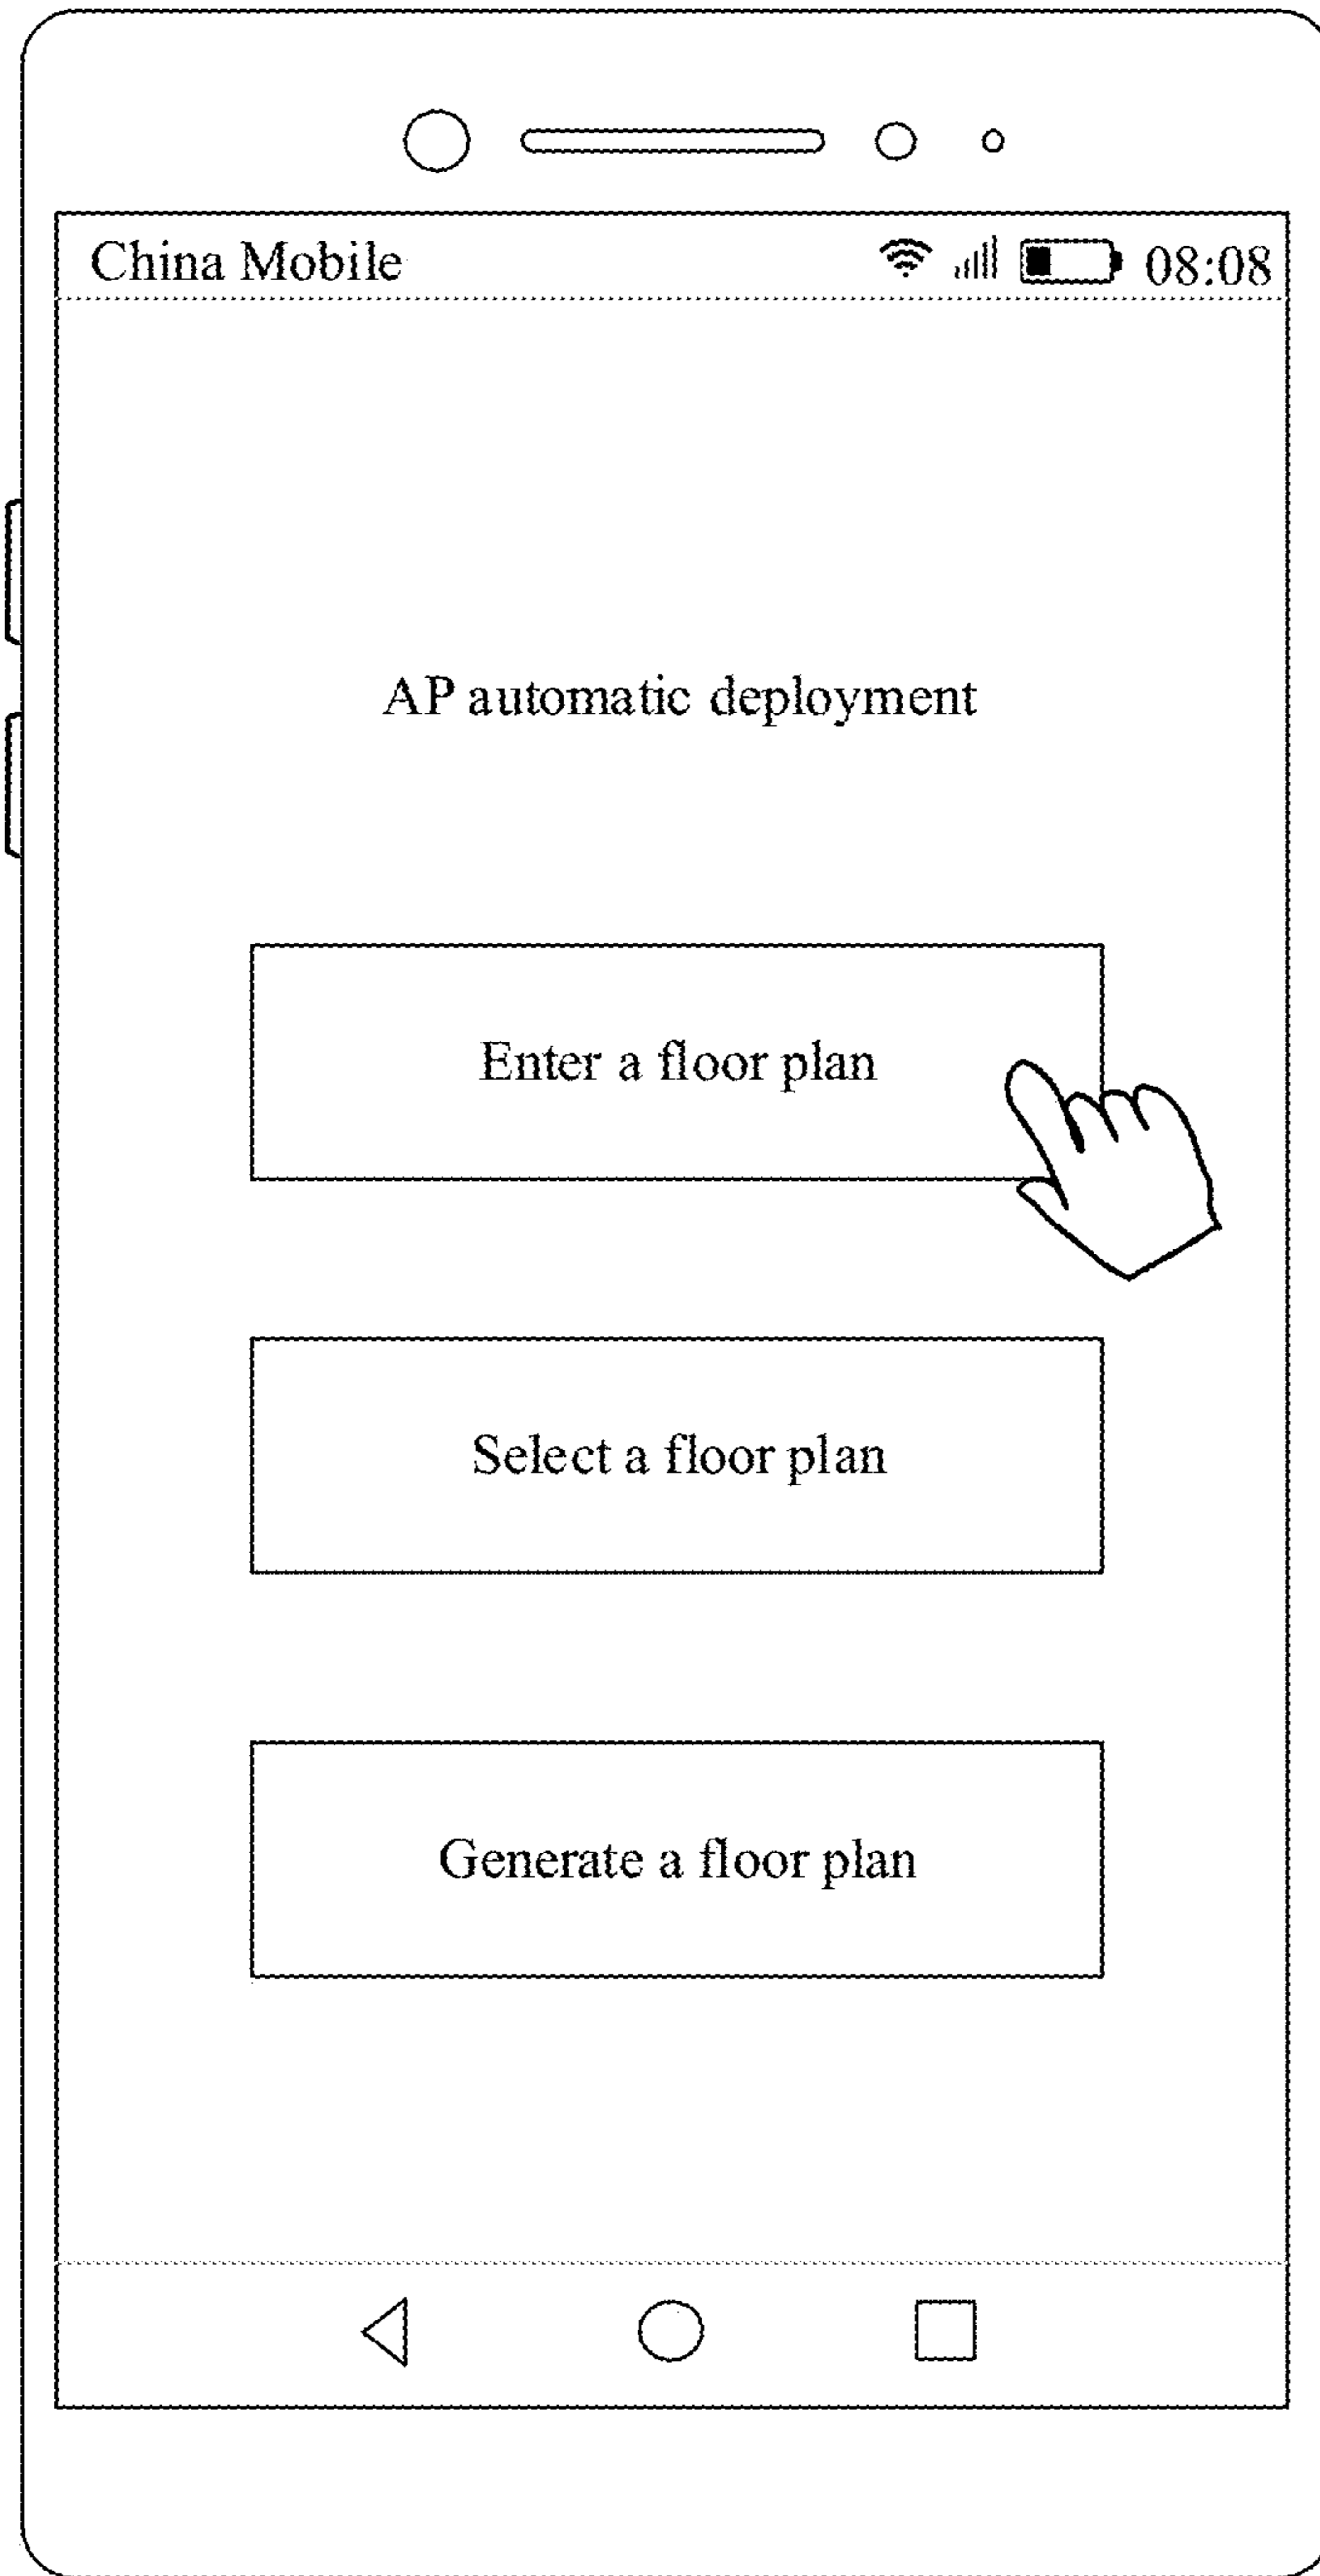 China Mobile 08:08
AP automatic deployment
Enter a floor plan
Select a floor plan
Generate a floor plan